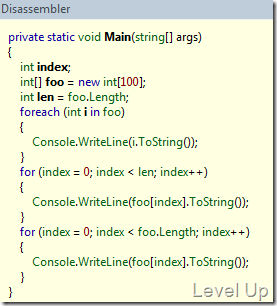 Disassembler
private static void Main(string[] args)
{
int index;
int[] foo = new int[100];
int len = foo.Length;
foreach (int i in foo)
{
Console.WriteLine(i.ToString());
}
for (index = 0; index < len; index++)
{
Console.WriteLine(foo[index].ToString());
}
for (index = 0; index < foo.Length; index++)
{
Console.WriteLine(foo[index].ToString());
}
}
Level Up